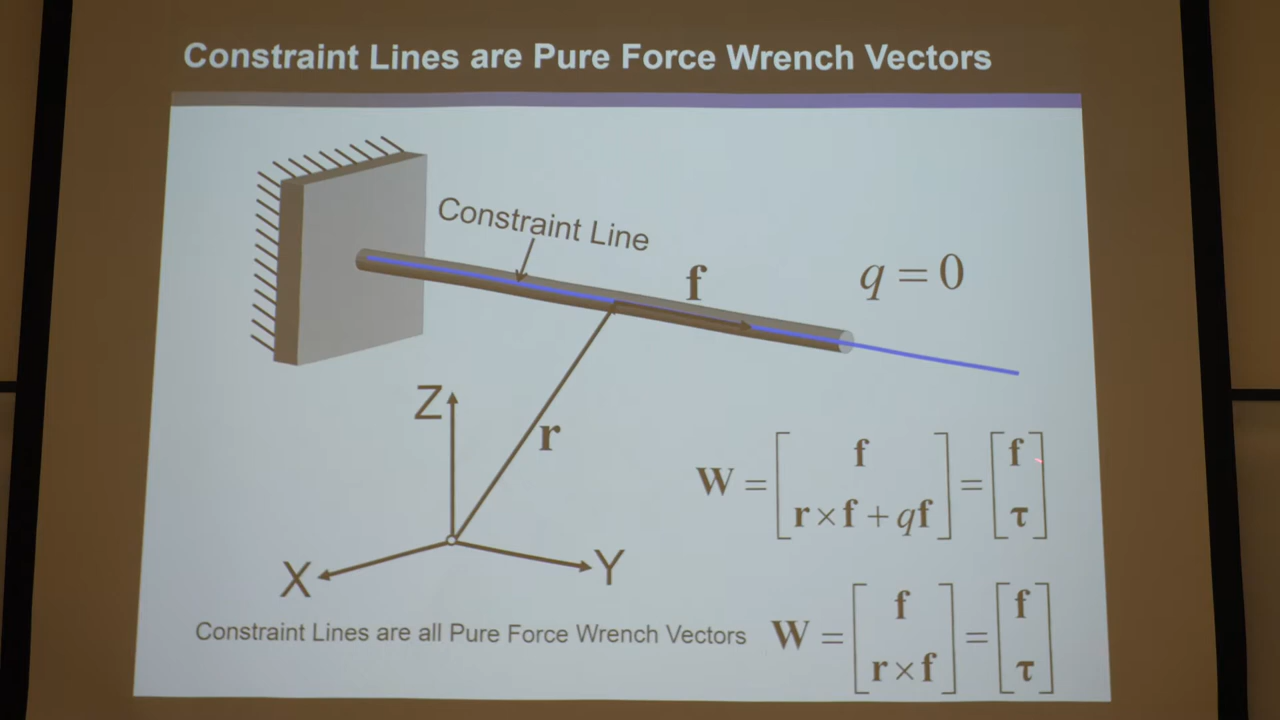 Constraint Lines are Pure Force Wrench Vectors
Constraint Line
f
q = 0
Z
r
W = [ f r × f + qf ] = [ f τ ]
X
Y
Constraint Lines are all Pure Force Wrench Vectors
W = [ f r × f ] = [ f τ ]